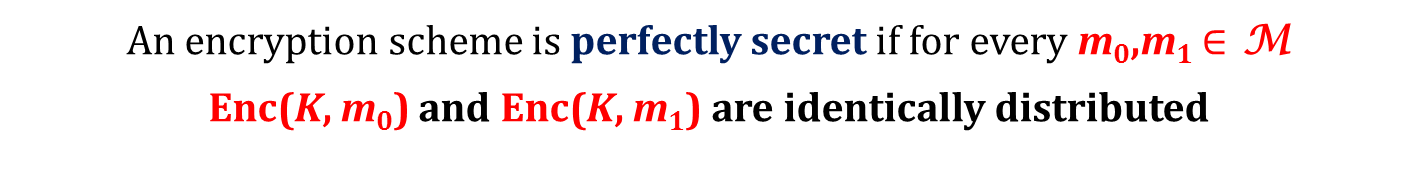 An encryption scheme is perfectly secret if for every m₀,m₁ ∈ ℳ
Enc(K, m₀) and Enc(K, m₁) are identically distributed